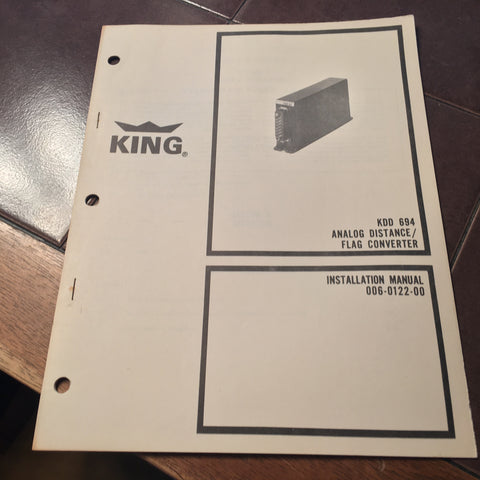 KING®
KDD 694
ANALOG DISTANCE/
FLAG CONVERTER
INSTALLATION MANUAL
006-0122-00